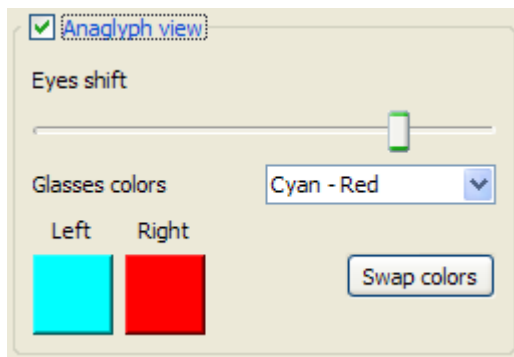 Anaglyph view
Eyes shift
Glasses colors
Cyan - Red
Left Right
Swap colors